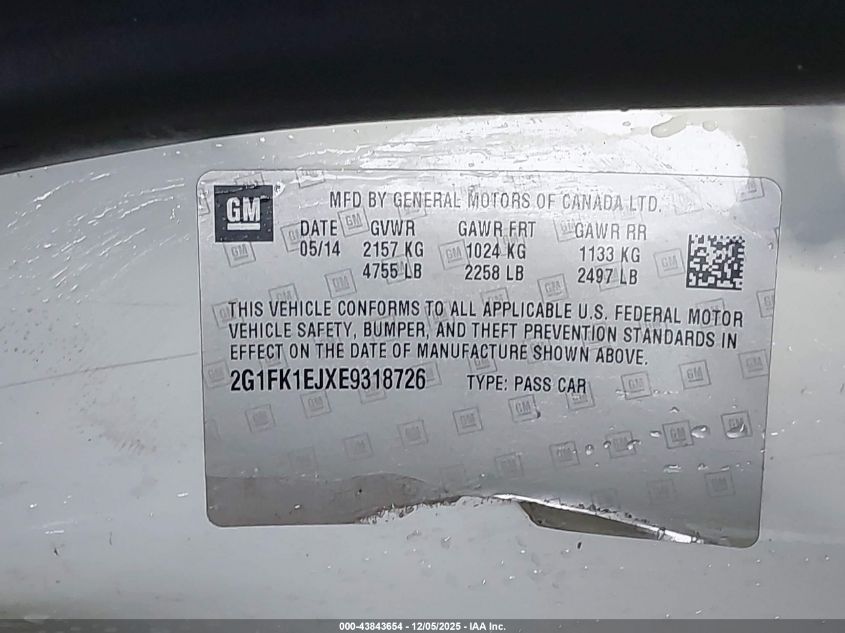 GM
MFD BY GENERAL MOTORS OF CANADA LTD.
DATE GVWR GAWR FRT GAWR RR
05/14 2157 KG 1024 KG 1133 KG
4755 LB 2258 LB 2497 LB
THIS VEHICLE CONFORMS TO ALL APPLICABLE U.S. FEDERAL MOTOR
VEHICLE SAFETY, BUMPER, AND THEFT PREVENTION STANDARDS IN
EFFECT ON THE DATE OF MANUFACTURE SHOWN ABOVE.
2G1FK1EJXE9318726 TYPE: PASS CAR
000-43843654 - 12/05/2025 - IAA Inc.